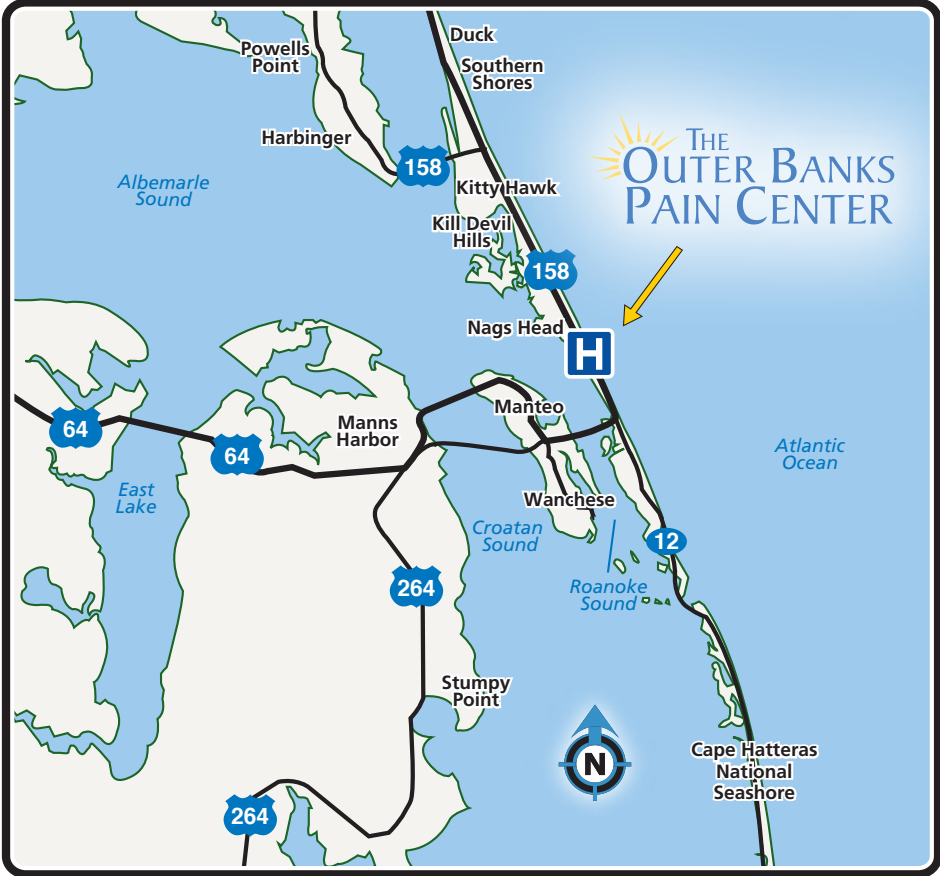 Duck
Powells
Point
Southern
Shores
THE
OUTER BANKS
PAIN CENTER
Harbinger
158
Albemarle
Sound
Kitty Hawk
Kill Devil
Hills
158
Nags Head
H
Manteo
Manns
Harbor
64
64
Atlantic
Ocean
East
Lake
Wanchese
Croatan
Sound
12
Roanoke
Sound
264
Stumpy
Point
N
Cape Hatteras
National
Seashore
264